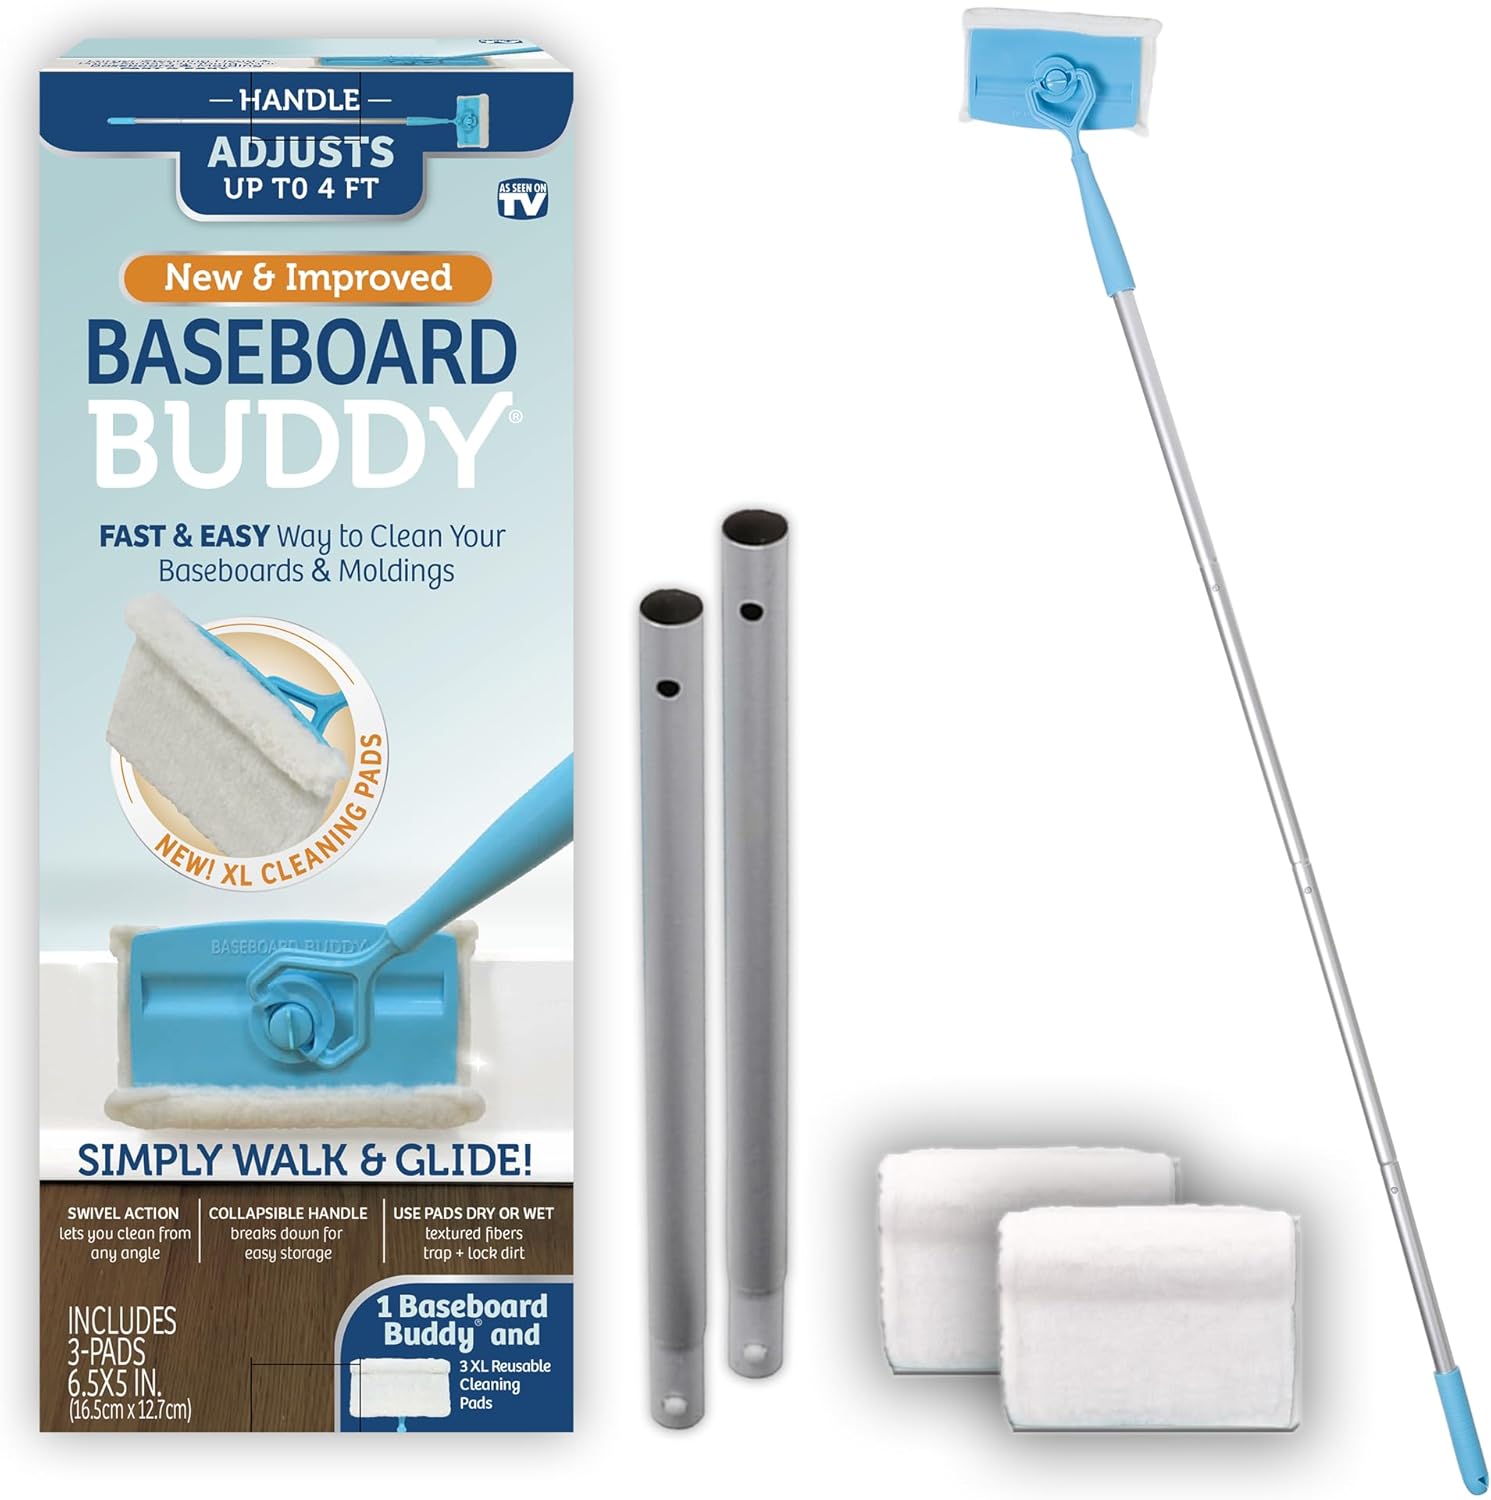 — HANDLE —
ADJUSTS
UP TO 4 FT
AS SEEN ON
TV
New & Improved
BASEBOARD
BUDDY®
FAST & EASY Way to Clean Your
Baseboards & Moldings
NEW! XL CLEANING PADS
BASEBOARD BUDDY
SIMPLY WALK & GLIDE!
SWIVEL ACTION
lets you clean from
any angle
COLLAPSIBLE HANDLE
breaks down for
easy storage
USE PADS DRY OR WET
textured fibers
trap + lock dirt
INCLUDES
3-PADS
6.5X5 IN.
(16.5cm x 12.7cm)
1 Baseboard
Buddy® and
3 XL Reusable
Cleaning
Pads